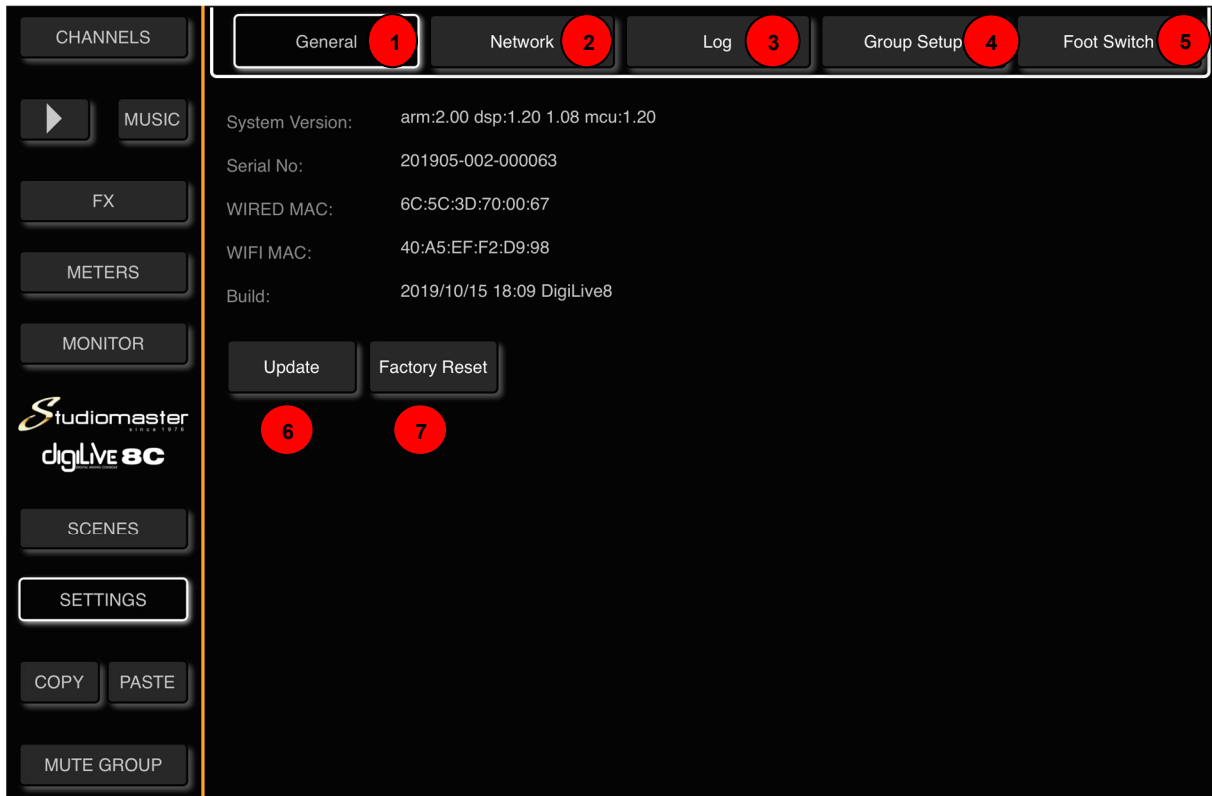 CHANNELS
MUSIC
FX
METERS
MONITOR
Studiomaster
since 1976
digiLiVE 8C
DIGITAL MIXING CONSOLE
SCENES
SETTINGS
COPY PASTE
MUTE GROUP
General 1 Network 2 Log 3 Group Setup 4 Foot Switch 5
System Version: arm:2.00 dsp:1.20 1.08 mcu:1.20
Serial No: 201905-002-000063
WIRED MAC: 6C:5C:3D:70:00:67
WIFI MAC: 40:A5:EF:F2:D9:98
Build: 2019/10/15 18:09 DigiLive8
Update Factory Reset
6 7